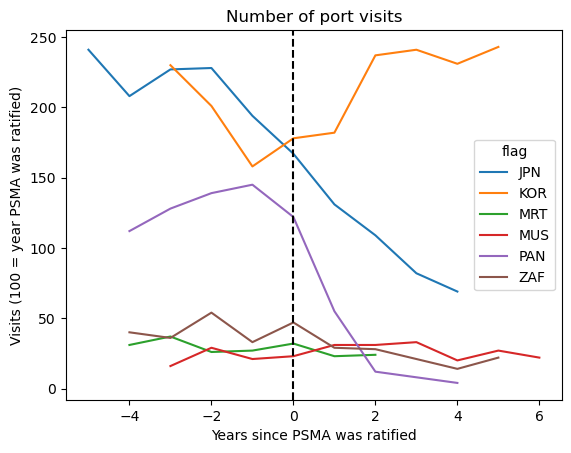 Number of port visits
Visits (100 = year PSMA was ratified)
250
200
150
100
50
0
flag
JPN
KOR
MRT
MUS
PAN
ZAF
−4
−2
0
2
4
6
Years since PSMA was ratified